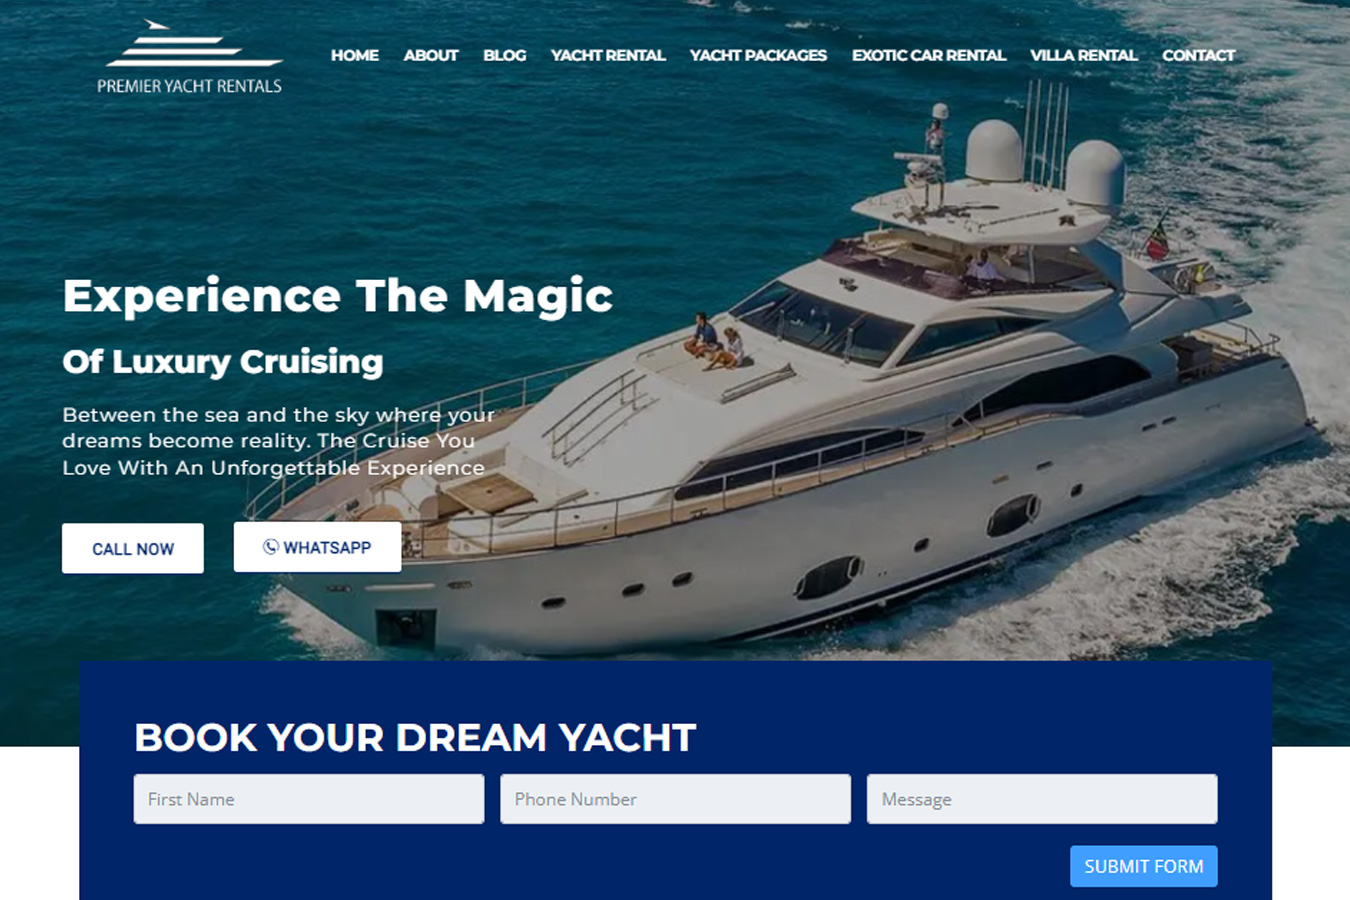 PREMIER YACHT RENTALS
HOME ABOUT BLOG YACHT RENTAL YACHT PACKAGES EXOTIC CAR RENTAL VILLA RENTAL CONTACT
Experience The Magic
Of Luxury Cruising
Between the sea and the sky where your
dreams become reality. The Cruise You
Love With An Unforgettable Experience
CALL NOW
WHATSAPP
BOOK YOUR DREAM YACHT
First Name
Phone Number
Message
SUBMIT FORM